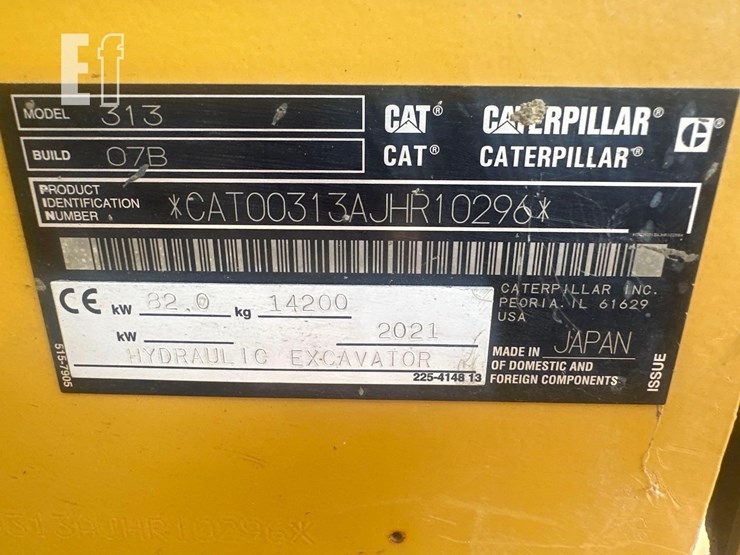 Ef
MODEL 313
BUILD 07B
CAT® CATERPILLAR®
CAT® CATERPILLAR®
PRODUCT
IDENTIFICATION
NUMBER
*CAT00313AJHR10296*
CE kW 82.0 kg 14200
kW 2021
HYDRAULIC EXCAVATOR
225-4148 13
515-7905
CATERPILLAR INC.
PEORIA IL 61629
USA
MADE IN JAPAN
OF DOMESTIC AND
FOREIGN COMPONENTS
ISSUE
313AJHR10296*